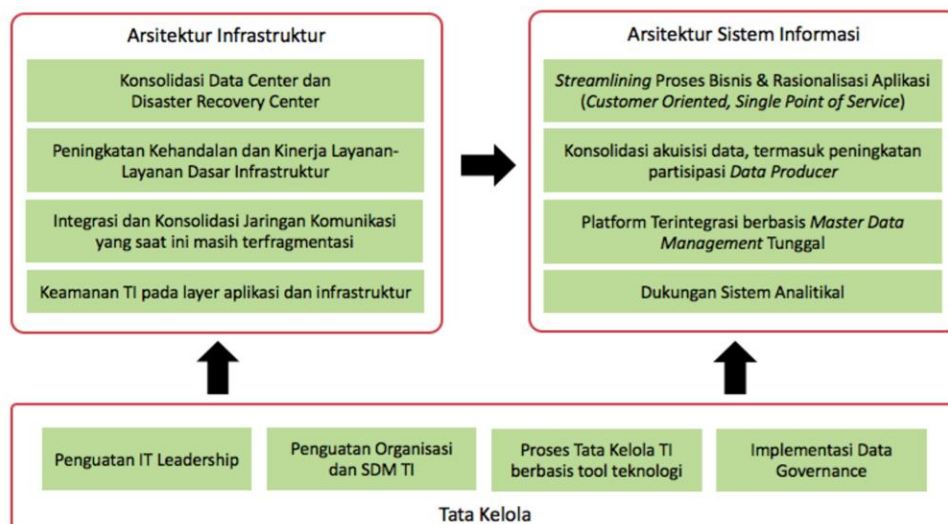 Arsitektur Infrastruktur
Konsolidasi Data Center dan
Disaster Recovery Center
Peningkatan Kehandalan dan Kinerja Layanan-
Layanan Dasar Infrastruktur
Integrasi dan Konsolidasi Jaringan Komunikasi
yang saat ini masih terfragmentasi
Keamanan TI pada layer aplikasi dan infrastruktur
Arsitektur Sistem Informasi
Streamlining Proses Bisnis & Rasionalisasi Aplikasi
(Customer Oriented, Single Point of Service)
Konsolidasi akuisisi data, termasuk peningkatan
partisipasi Data Producer
Platform Terintegrasi berbasis Master Data
Management Tunggal
Dukungan Sistem Analitikal
Penguatan IT Leadership
Penguatan Organisasi
dan SDM TI
Proses Tata Kelola TI
berbasis tool teknologi
Implementasi Data
Governance
Tata Kelola